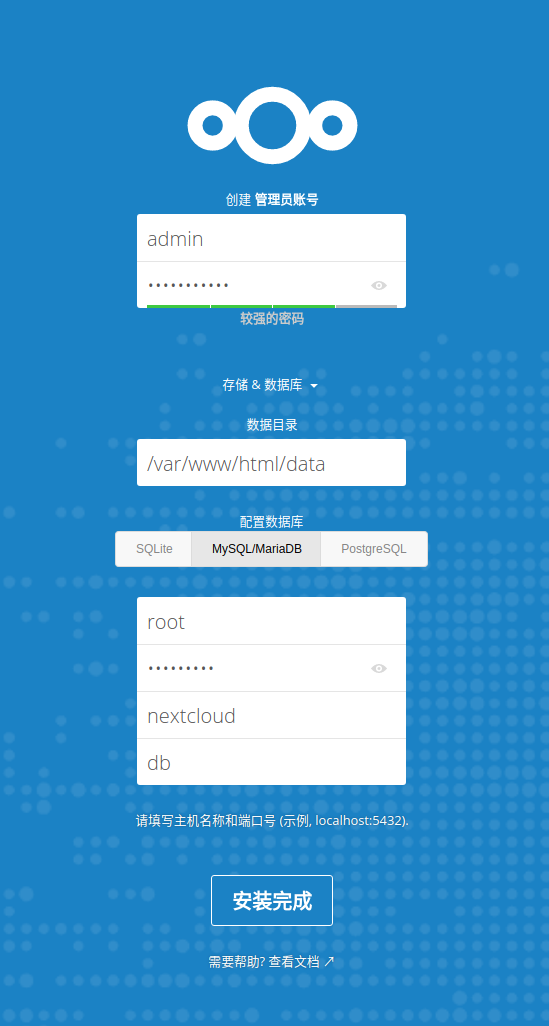 创建 管理员账号
admin
•••••••••••
较强的密码
存储 & 数据库
数据目录
/var/www/html/data
配置数据库
SQLite MySQL/MariaDB PostgreSQL
root
•••••••••
nextcloud
db
请填写主机名称和端口号 (示例, localhost:5432).
安装完成
需要帮助? 查看文档 ↗